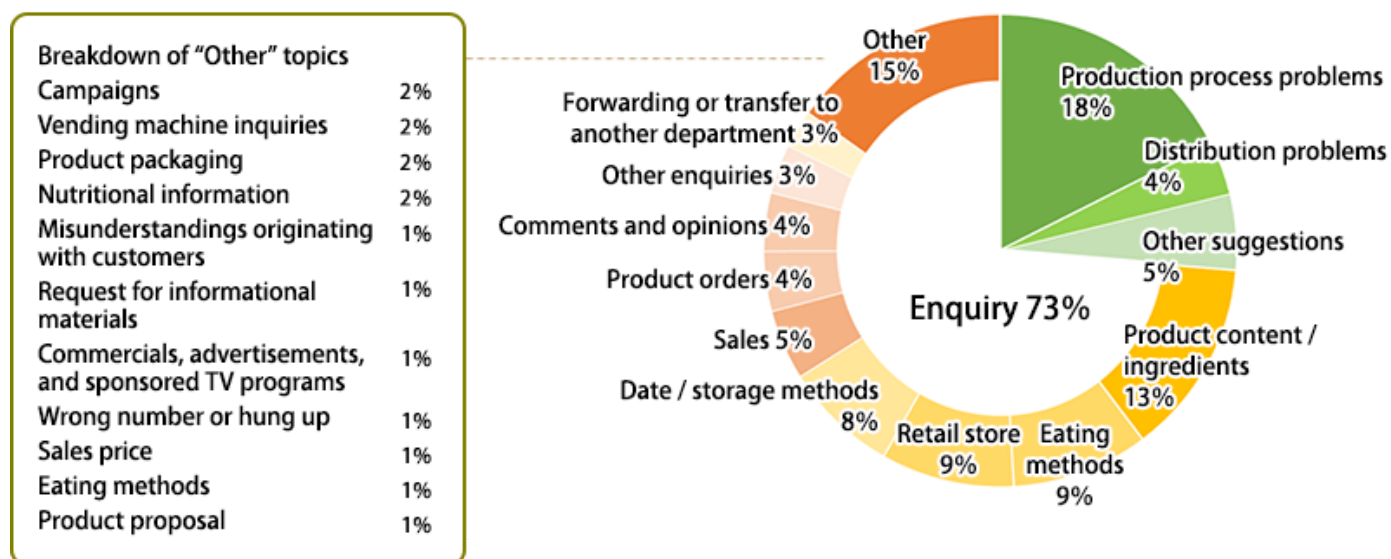 Breakdown of “Other” topics
Campaigns 2%
Vending machine inquiries 2%
Product packaging 2%
Nutritional information 2%
Misunderstandings originating 1%
with customers
Request for informational 1%
materials
Commercials, advertisements, 1%
and sponsored TV programs
Wrong number or hung up 1%
Sales price 1%
Eating methods 1%
Product proposal 1%
Other
15%
Production process problems
18%
Distribution problems
4%
Other suggestions
5%
Product content /
ingredients
13%
Eating
methods
9%
Retail store
9%
Date / storage methods
8%
Sales 5%
Product orders 4%
Comments and opinions 4%
Other enquiries 3%
Forwarding or transfer to
another department 3%
Enquiry 73%